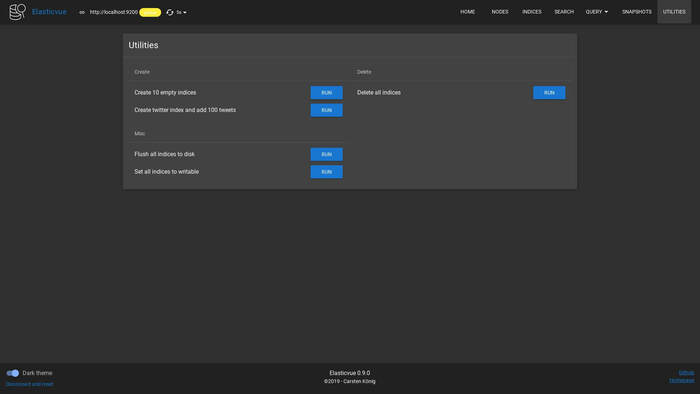 Elasticvue
http://localhost:9200
5s
HOME
NODES
INDICES
SEARCH
QUERY
SNAPSHOTS
UTILITIES
Utilities
Create
Create 10 empty indices RUN
Create twitter index and add 100 tweets RUN
Misc
Flush all indices to disk RUN
Set all indices to writable RUN
Delete
Delete all indices RUN
Dark theme
Disconnect and reset
Elasticvue 0.9.0
©2019 - Carsten König
Github
Homepage